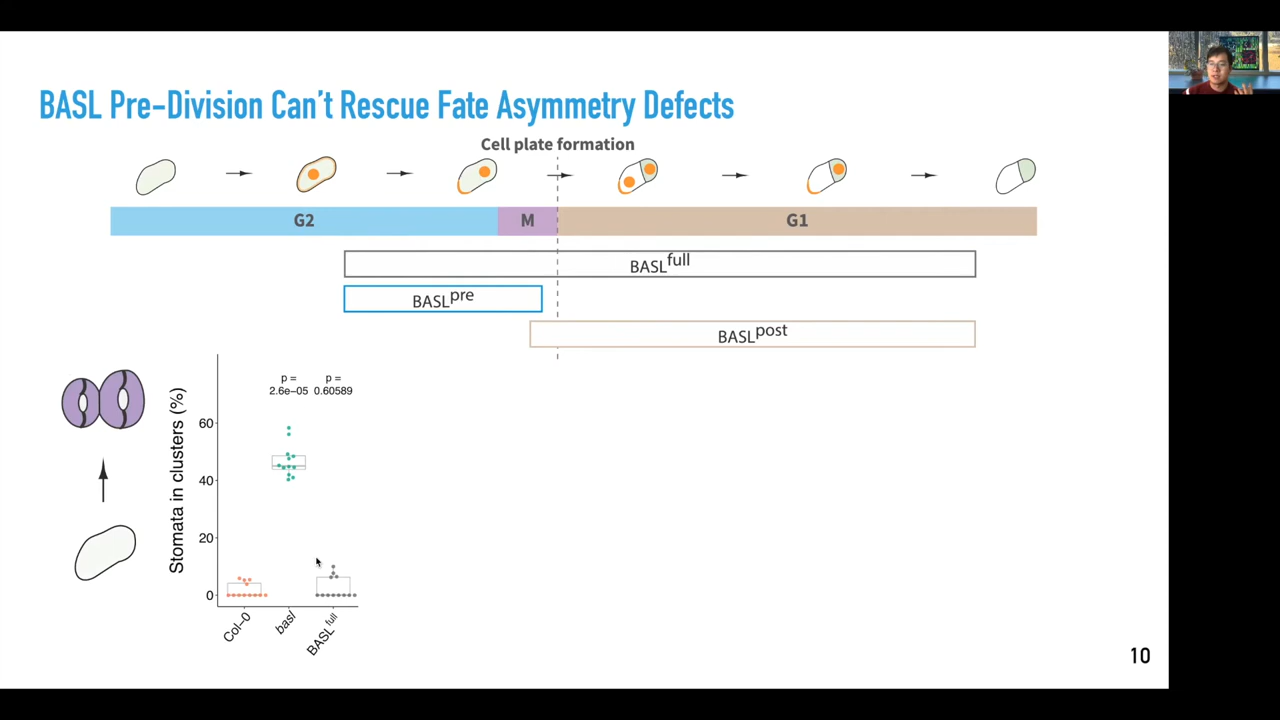 BASL Pre-Division Can't Rescue Fate Asymmetry Defects
Cell plate formation
G2 M G1
BASL^full
BASL^pre
BASL^post
p = p =
2.6e−05 0.60589
Stomata in clusters (%)
60
40
20
0
Col−0 basl BASL^full
10